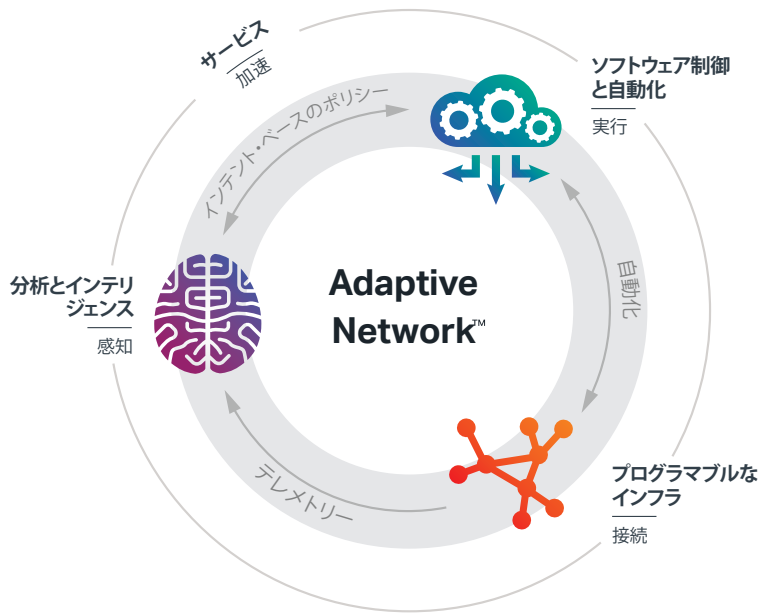 サービス
加速
インテント・ベースのポリシー
ソフトウェア制御
と自動化
実行
自動化
分析とインテリ
ジェンス
感知
Adaptive
Network™
テレメトリー
プログラマブルな
インフラ
接続